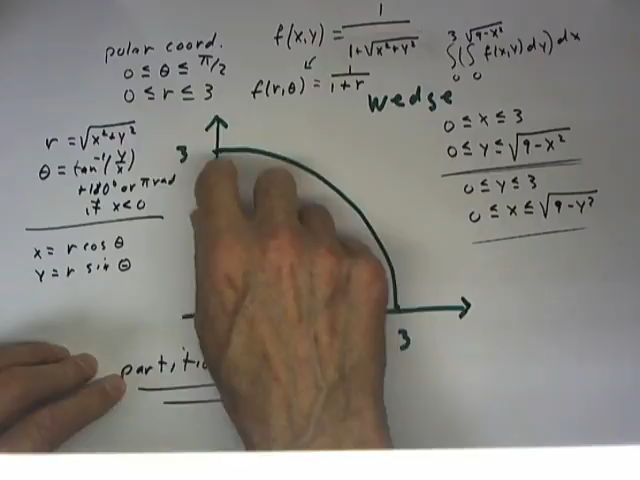 polar coord.
0 ≤ θ ≤ π/2
0 ≤ r ≤ 3
f(x,y) = 1/(1+√(x²+y²))
↙
f(r,θ) = 1/(1+r)
∫₀³(∫₀^√(9-x²) f(x,y)dy)dx
wedge
r = √(x²+y²)
θ = tan⁻¹(y/x)
+180° or π rad
if x<0
x = r cos θ
y = r sin θ
0 ≤ x ≤ 3
0 ≤ y ≤ √(9-x²)
0 ≤ y ≤ 3
0 ≤ x ≤ √(9-y²)
3
3